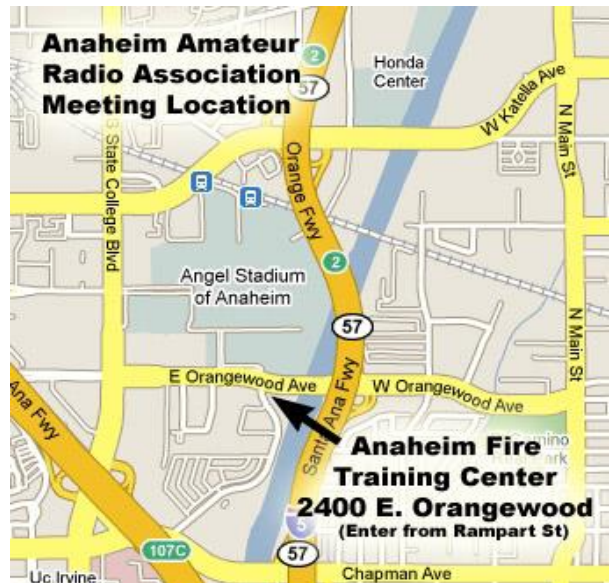 Anaheim Amateur
Radio Association
Meeting Location
2
57
Honda
Center
W Katella Ave
N Main St
S State College Blvd
Orange Fwy
2
Angel Stadium
of Anaheim
57
N Main St
E Orangewood Ave
W Orangewood Ave
Ana Fwy
Santa Ana Fwy
Anaheim Fire
Training Center
2400 E. Orangewood
(Enter from Rampart St)
5
107C
57
Chapman Ave
Uc Irvine